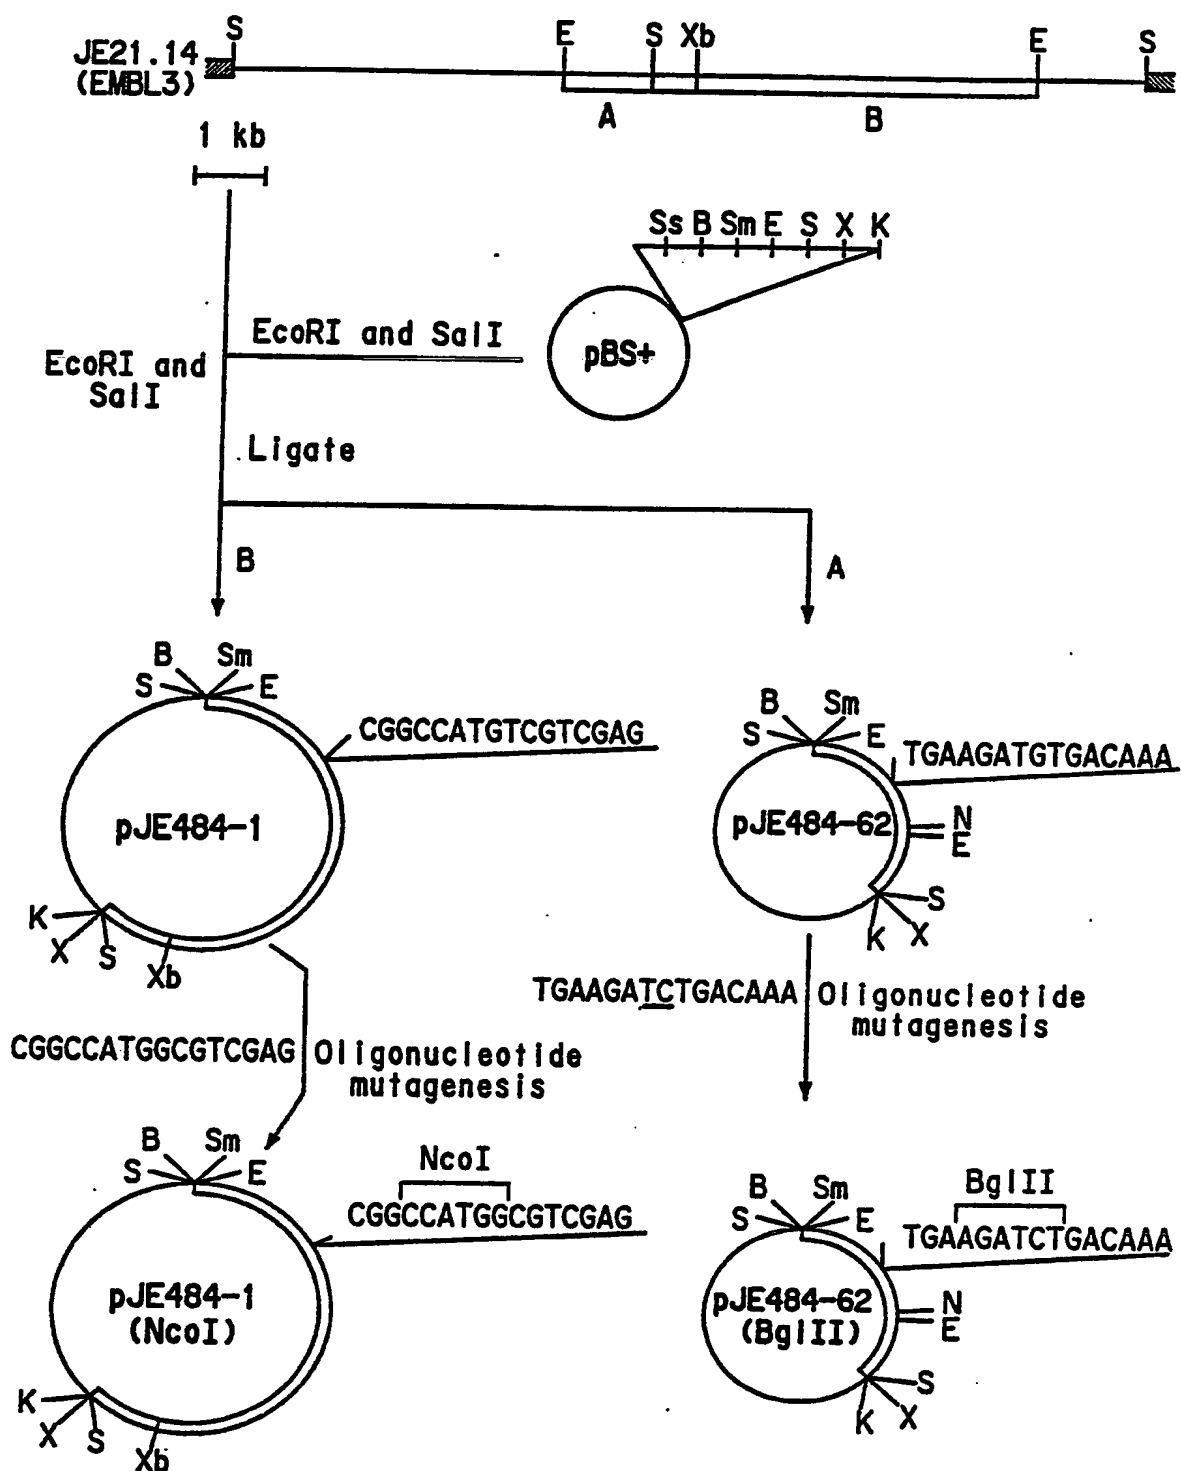 S E S Xb E S
JE21.14
(EMBL3)
A B
1 kb
Ss B Sm E S X K
pBS+
EcoRI and SalI
EcoRI and
SalI
Ligate
B
A
B Sm
S E
CGGCCATGTCGTCGAG
pJE484-1
K
X
S
Xb
B Sm
S E
TGAAGATGTGACAAA
pJE484-62
N
E
S
X
K
TGAAGATCTGACAAA
Oligonucleotide
mutagenesis
CGGCCATGGCGTCGAG
Oligonucleotide
mutagenesis
B Sm
S E
NcoI
CGGCCATGGCGTCGAG
pJE484-1
(NcoI)
K
X
S
Xb
B Sm
S E
BglII
TGAAGATCTGACAAA
pJE484-62
(BglII)
N
E
S
X
K